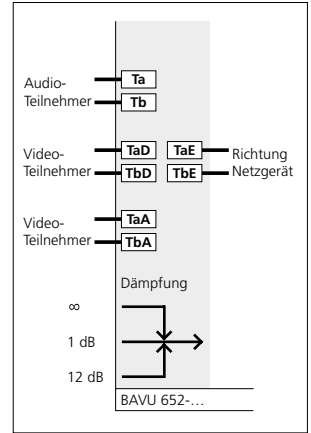 Audio-
Teilnehmer
Ta
Tb
Video-
Teilnehmer
TaD
TbD
TaE
TbE
Richtung
Netzgerät
Video-
Teilnehmer
TaA
TbA
Dämpfung
∞
1 dB
12 dB
BAVU 652-...